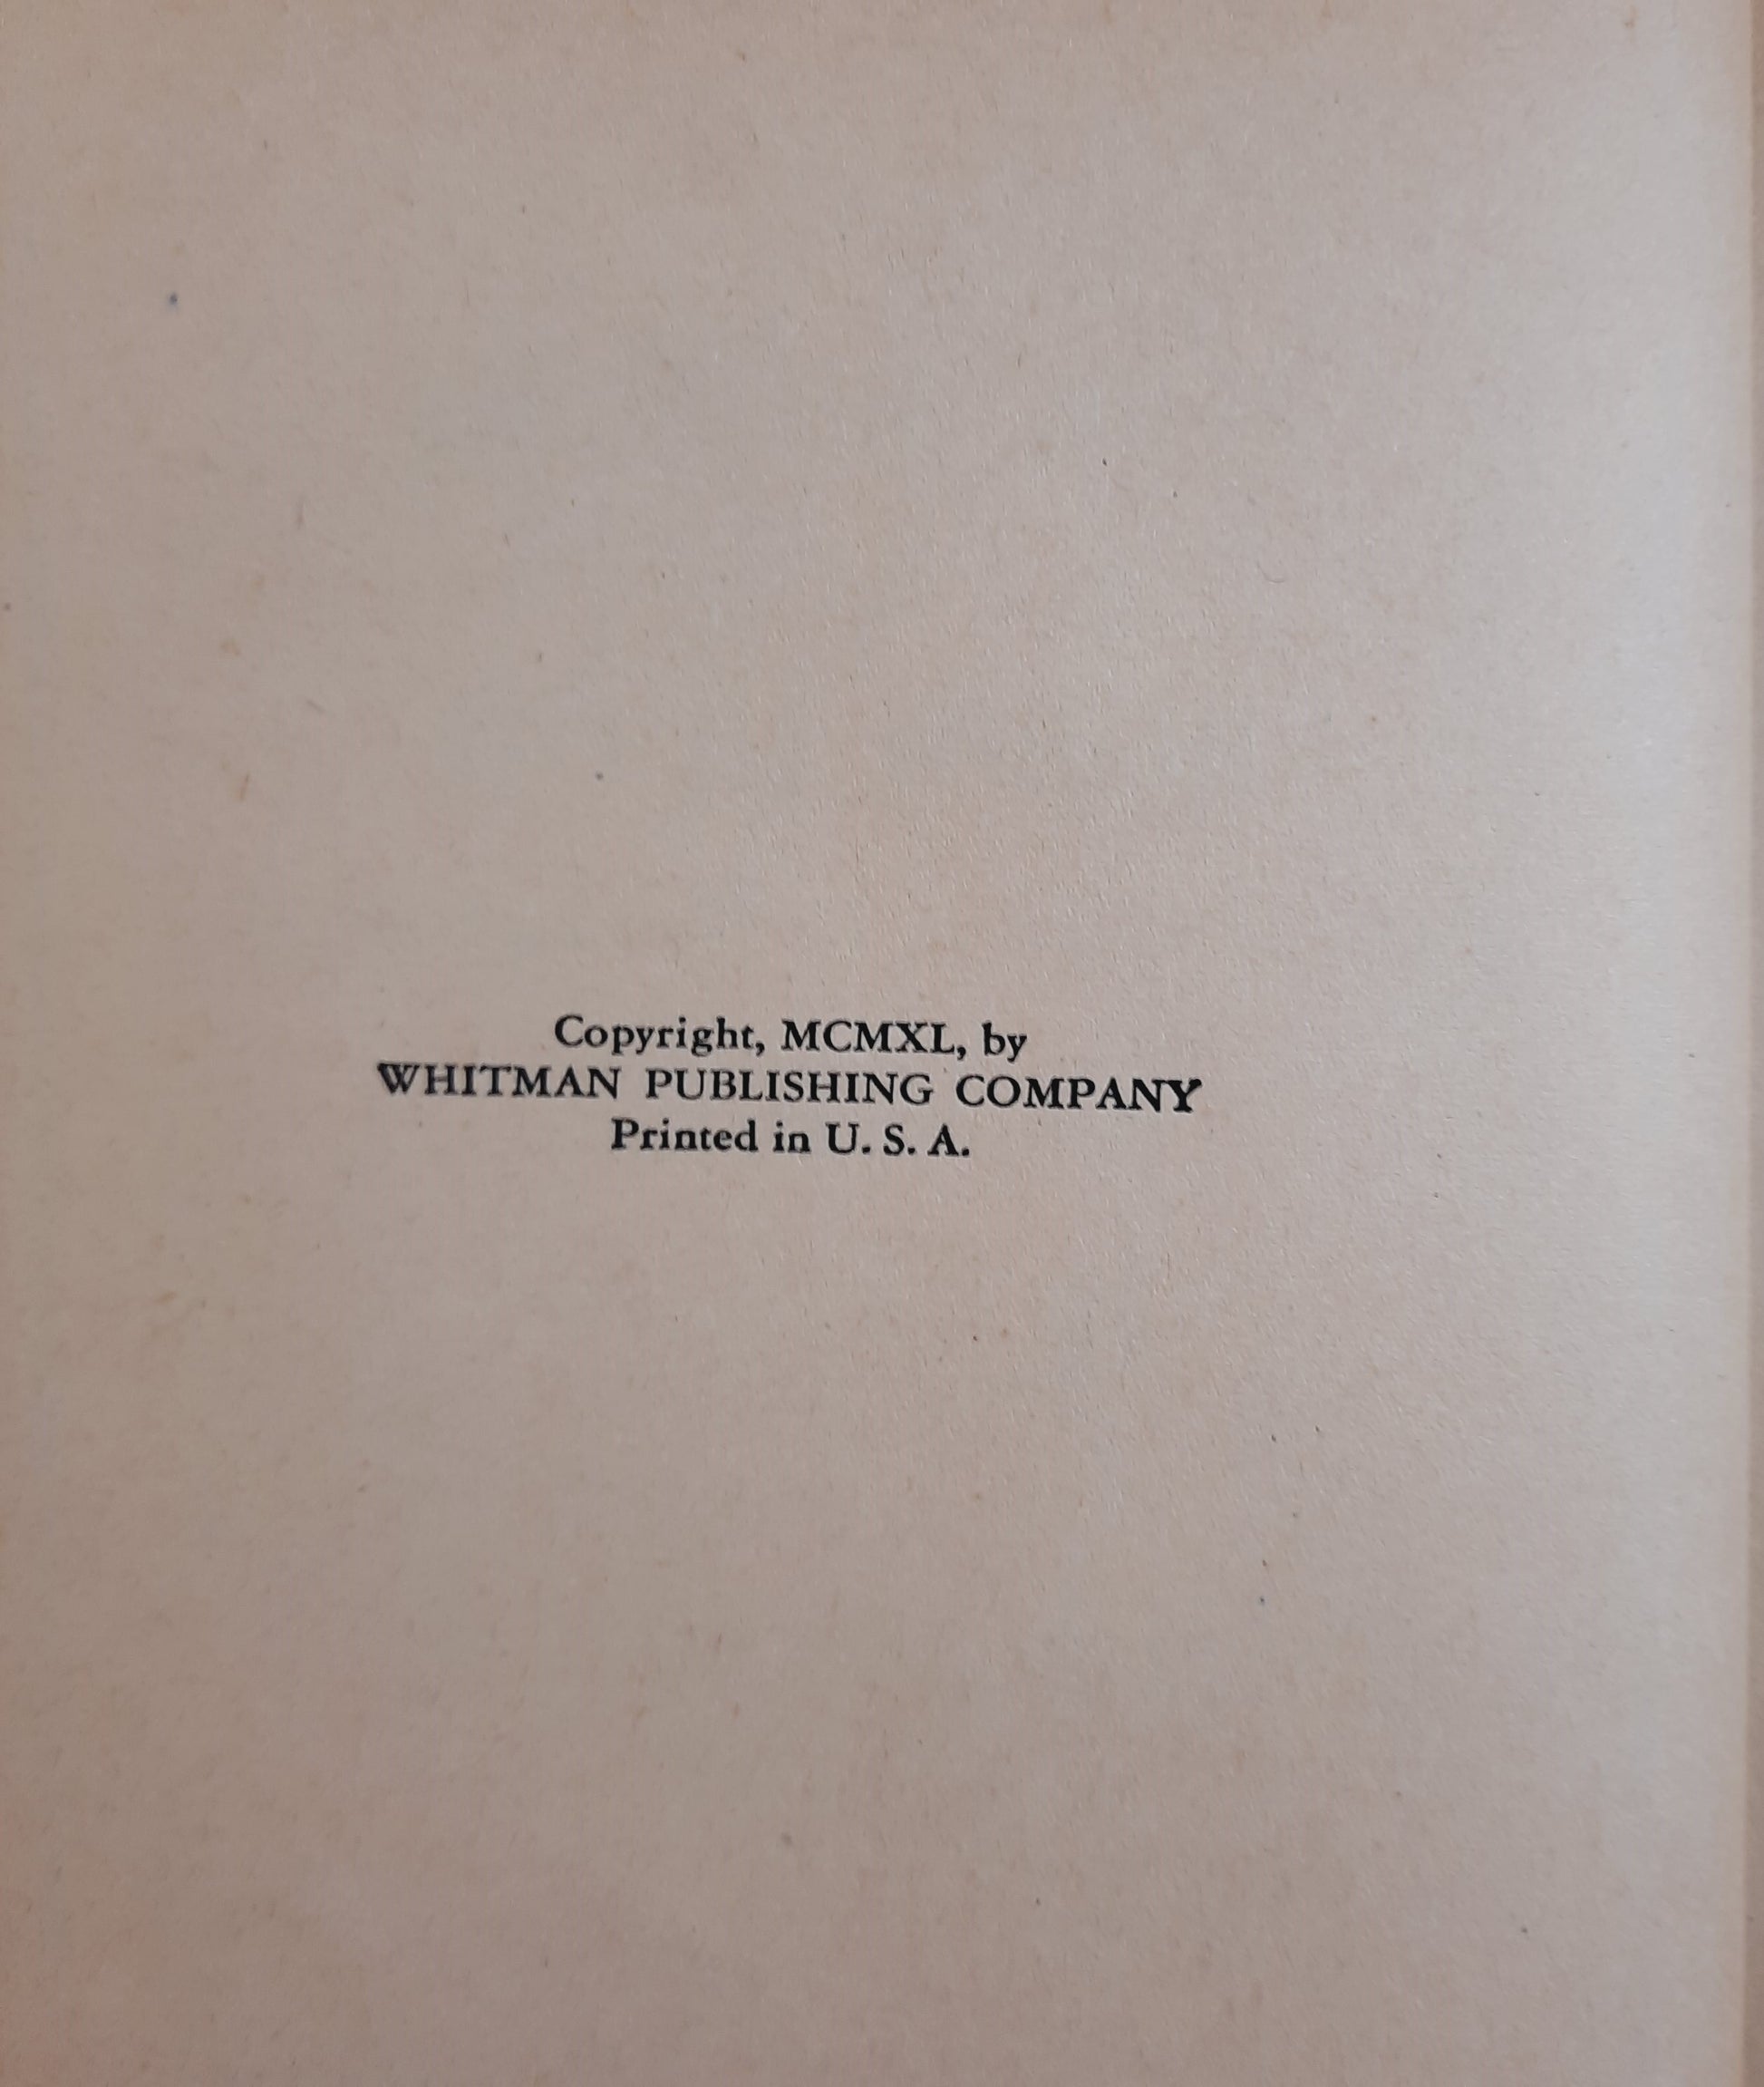 Copyright, MCMXL, by
WHITMAN PUBLISHING COMPANY
Printed in U. S. A.